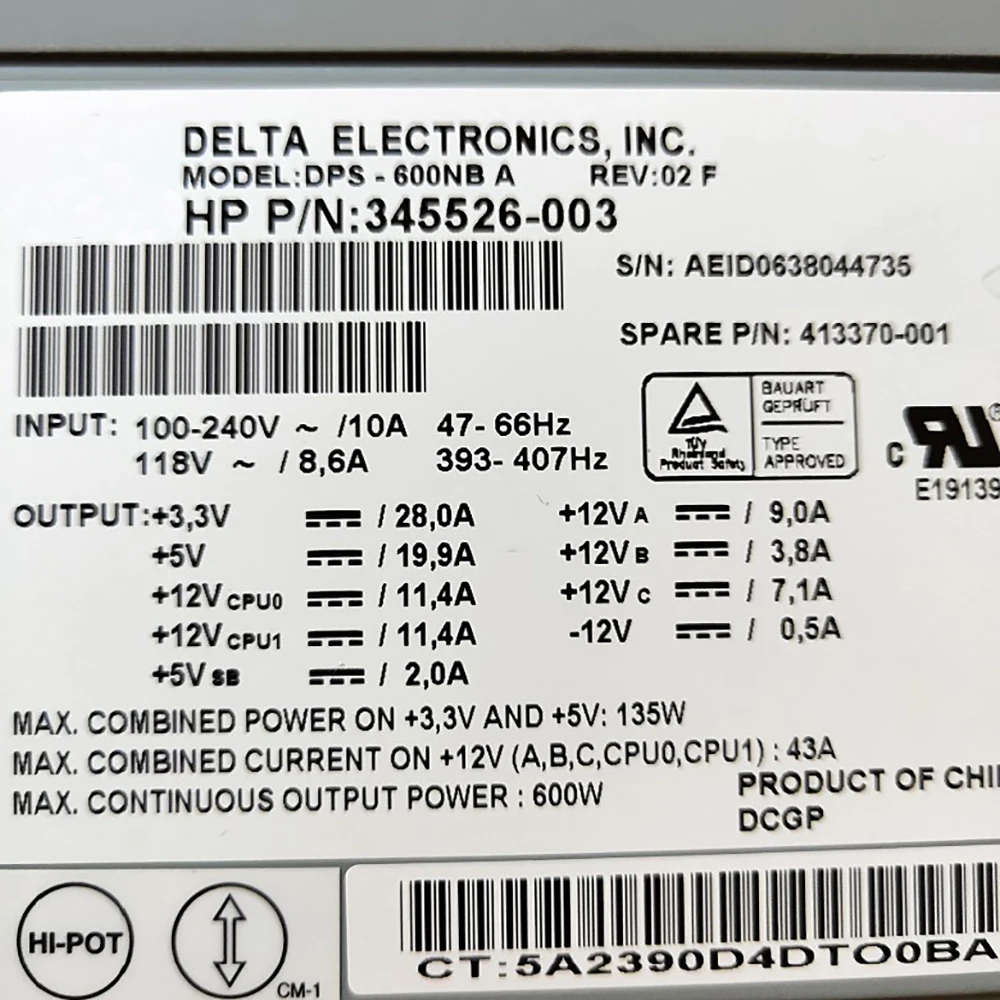 DELTA ELECTRONICS, INC.
MODEL:DPS - 600NB A REV:02 F
HP P/N:345526-003
S/N: AEID0638044735
SPARE P/N: 413370-001
INPUT: 100-240V ~ /10A 47- 66Hz
118V ~ / 8,6A 393- 407Hz
TÜV
Rheinland
Product Safety
BAUART
GEPRÜFT
TYPE
APPROVED
C RU ®
E19139
OUTPUT:+3,3V ⎓ / 28,0A +12V A ⎓ / 9,0A
+5V ⎓ / 19,9A +12V B ⎓ / 3,8A
+12V CPU0 ⎓ / 11,4A +12V C ⎓ / 7,1A
+12V CPU1 ⎓ / 11,4A -12V ⎓ / 0,5A
+5V SB ⎓ / 2,0A
MAX. COMBINED POWER ON +3,3V AND +5V: 135W
MAX. COMBINED CURRENT ON +12V (A,B,C,CPU0,CPU1) : 43A
MAX. CONTINUOUS OUTPUT POWER : 600W
PRODUCT OF CHI
DCGP
HI-POT
CM-1
CT:5A2390D4DTO0BA